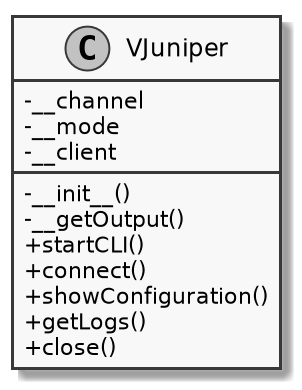 C VJuniper
-__channel
-__mode
-__client
-__init__()
-__getOutput()
+startCLI()
+connect()
+showConfiguration()
+getLogs()
+close()